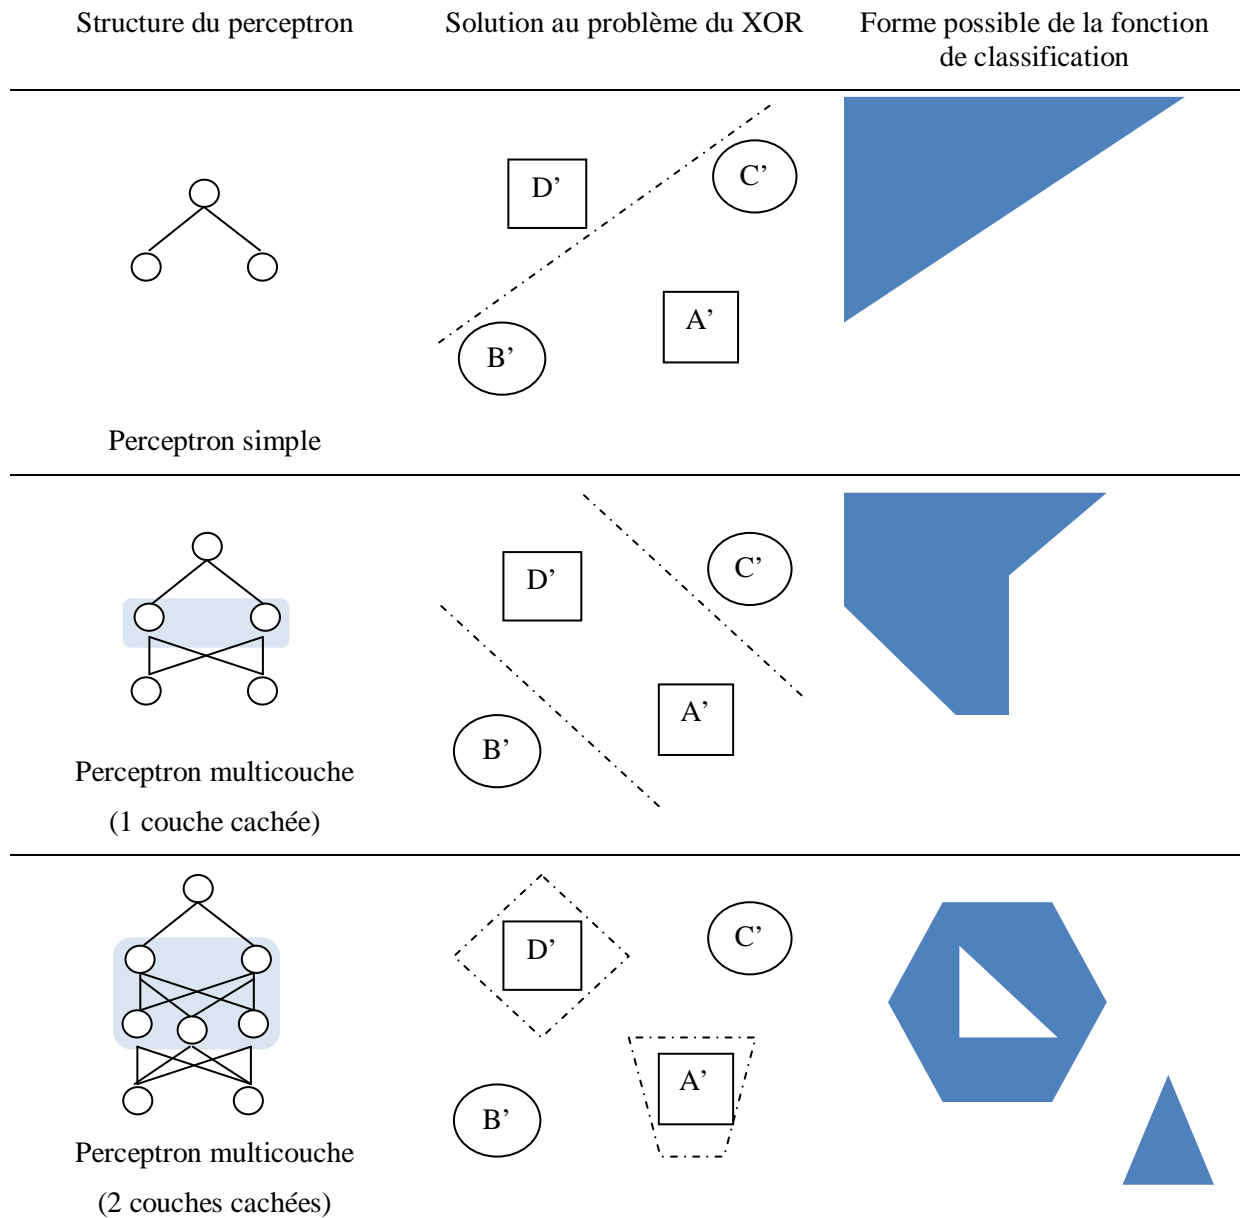 Structure du perceptron
Solution au problème du XOR
Forme possible de la fonction
de classification
D’
C’
A’
B’
Perceptron simple
D’
C’
A’
B’
Perceptron multicouche
(1 couche cachée)
D’
C’
A’
B’
Perceptron multicouche
(2 couches cachées)